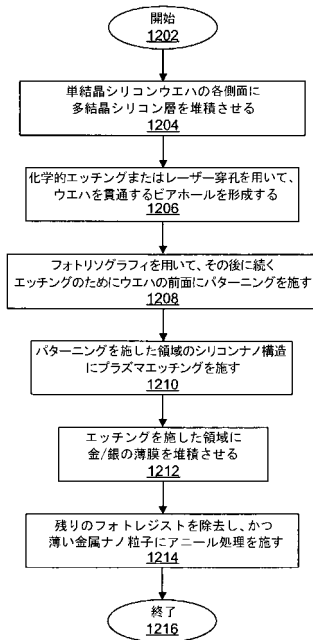 開始
1202
単結晶シリコンウエハの各側面に
多結晶シリコン層を堆積させる
1204
化学的エッチングまたはレーザー穿孔を用いて、
ウエハを貫通するビアホールを形成する
1206
フォトリソグラフィを用いて、その後に続く
エッチングのためにウエハの前面にパターニングを施す
1208
パターニングを施した領域のシリコンナノ構造
にプラズマエッチングを施す
1210
エッチングを施した領域に
金/銀の薄膜を堆積させる
1212
残りのフォトレジストを除去し、かつ
薄い金属ナノ粒子にアニール処理を施す
1214
終了
1216